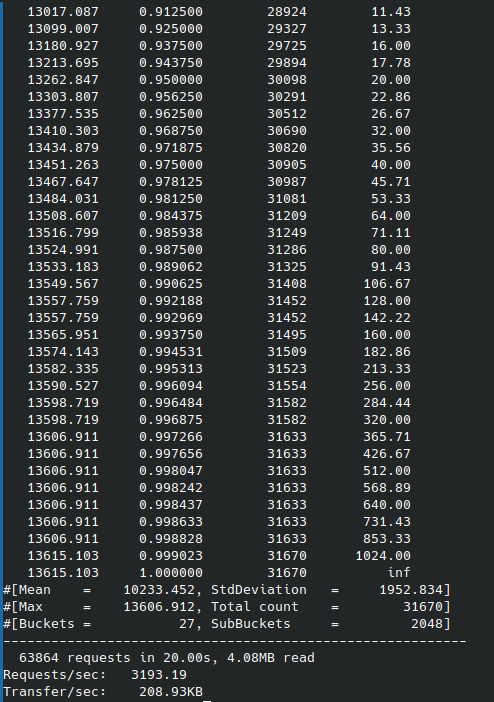 13017.087 0.912500 28924 11.43
13099.007 0.925000 29327 13.33
13180.927 0.937500 29725 16.00
13213.695 0.943750 29894 17.78
13262.847 0.950000 30098 20.00
13303.807 0.956250 30291 22.86
13377.535 0.962500 30512 26.67
13410.303 0.968750 30690 32.00
13434.879 0.971875 30820 35.56
13451.263 0.975000 30905 40.00
13467.647 0.978125 30987 45.71
13484.031 0.981250 31081 53.33
13508.607 0.984375 31209 64.00
13516.799 0.985938 31249 71.11
13524.991 0.987500 31286 80.00
13533.183 0.989062 31325 91.43
13549.567 0.990625 31408 106.67
13557.759 0.992188 31452 128.00
13557.759 0.992969 31452 142.22
13565.951 0.993750 31495 160.00
13574.143 0.994531 31509 182.86
13582.335 0.995313 31523 213.33
13590.527 0.996094 31554 256.00
13598.719 0.996484 31582 284.44
13598.719 0.996875 31582 320.00
13606.911 0.997266 31633 365.71
13606.911 0.997656 31633 426.67
13606.911 0.998047 31633 512.00
13606.911 0.998242 31633 568.89
13606.911 0.998437 31633 640.00
13606.911 0.998633 31633 731.43
13606.911 0.998828 31633 853.33
13615.103 0.999023 31670 1024.00
13615.103 1.000000 31670 inf
#[Mean = 10233.452, StdDeviation = 1952.834]
#[Max = 13606.912, Total count = 31670]
#[Buckets = 27, SubBuckets = 2048]
----------------------------------------------------------
63864 requests in 20.00s, 4.08MB read
Requests/sec: 3193.19
Transfer/sec: 208.93KB